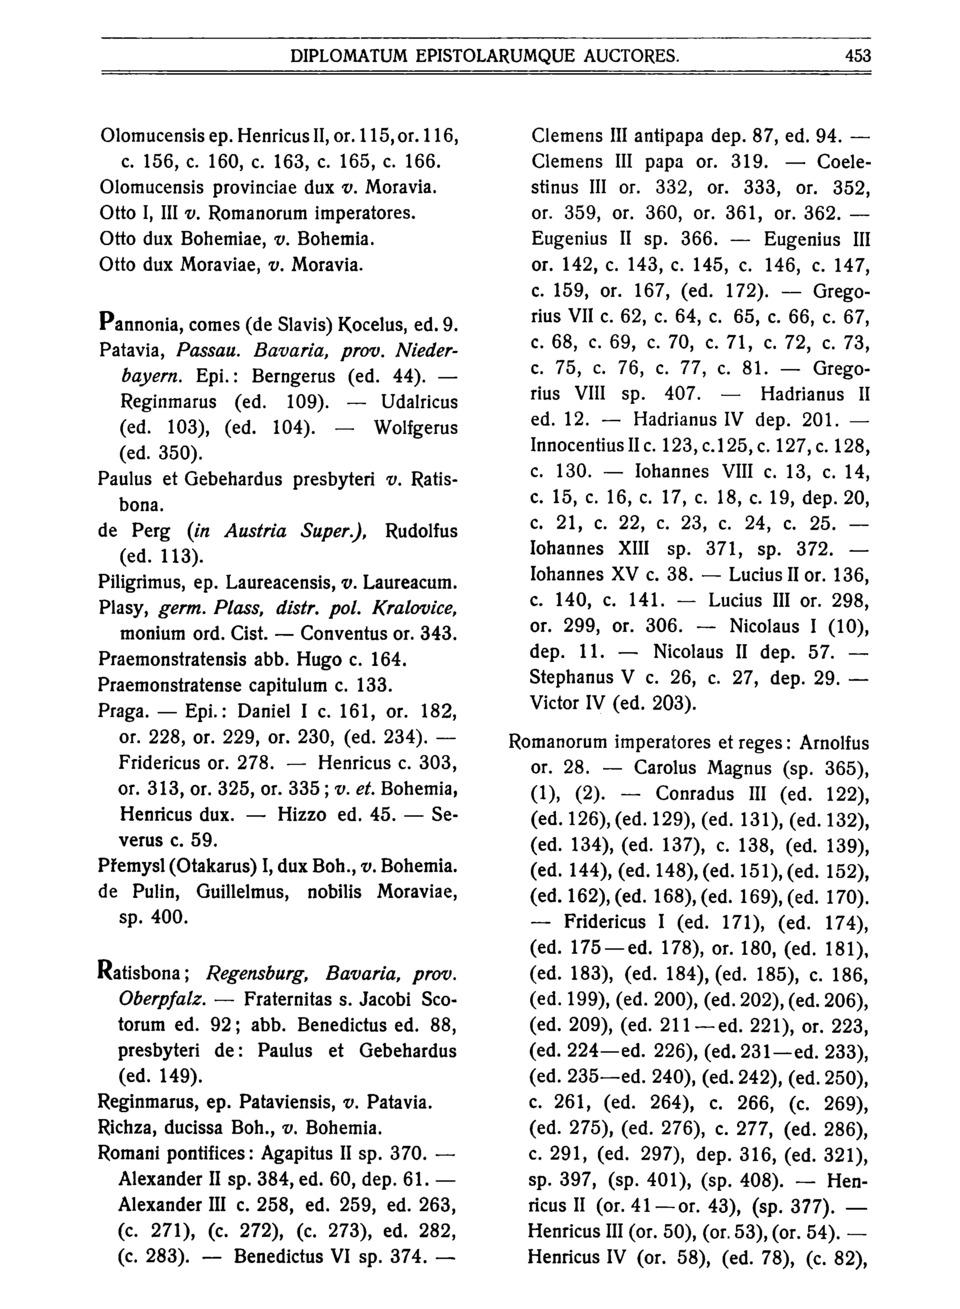 DIPLOMATUM EPISTOLARUMQUE AUCTORES. 453
Olomucensis ep. Henricus II, or. 115, or. 116,
c. 156, c. 160, c. 163, c. 165, c. 166.
Olomucensis provinciae dux v. Moravia.
Otto I, III v. Romanorum imperatores.
Otto dux Bohemiae, v. Bohemia.
Otto dux Moraviae, v. Moravia.
Pannonia, comes (de Slavis) Kocelus, ed. 9.
Patavia, Passau. Bavaria, prov. Nieder-
bayern. Epi.: Berngerus (ed. 44). —
Reginmarus (ed. 109). — Udalricus
(ed. 103), (ed. 104). — Wolfgerus
(ed. 350).
Paulus et Gebehardus presbyteri v. Ratis-
bona.
de Perg (in Austria Super.), Rudolfus
(ed. 113).
Piligrimus, ep. Laureacensis, v. Laureacum.
Plasy, germ. Plass, distr. pol. Kralovice,
monium ord. Cist. — Conventus or. 343.
Praemonstratensis abb. Hugo c. 164.
Praemonstratense capitulum c. 133.
Praga. — Epi.: Daniel I c. 161, or. 182,
or. 228, or. 229, or. 230, (ed. 234). —
Fridericus or. 278. — Henricus c. 303,
or. 313, or. 325, or. 335; v. et. Bohemia,
Henricus dux. — Hizzo ed. 45. — Se-
verus c. 59.
Přemysl (Otakarus) I, dux Boh., v. Bohemia.
de Pulin, Guillelmus, nobilis Moraviae,
sp. 400.
Ratisbona; Regensburg, Bavaria, prov.
Oberpfalz. — Fraternitas s. Jacobi Sco-
torum ed. 92; abb. Benedictus ed. 88,
presbyteri de: Paulus et Gebehardus
(ed. 149).
Reginmarus, ep. Pataviensis, v. Patavia.
Richza, ducissa Boh., v. Bohemia.
Romani pontifices: Agapitus II sp. 370. —
Alexander II sp. 384, ed. 60, dep. 61. —
Alexander III c. 258, ed. 259, ed. 263,
(c. 271), (c. 272), (c. 273), ed. 282,
(c. 283). — Benedictus VI sp. 374. —
Clemens III antipapa dep. 87, ed. 94. —
Clemens III papa or. 319. — Coele-
stinus III or. 332, or. 333, or. 352,
or. 359, or. 360, or. 361, or. 362. —
Eugenius II sp. 366. — Eugenius III
or. 142, c. 143, c. 145, c. 146, c. 147,
c. 159, or. 167, (ed. 172). — Grego-
rius VII c. 62, c. 64, c. 65, c. 66, c. 67,
c. 68, c. 69, c. 70, c. 71, c. 72, c. 73,
c. 75, c. 76, c. 77, c. 81. — Grego-
rius VIII sp. 407. — Hadrianus II
ed. 12. — Hadrianus IV dep. 201. —
Innocentius II c. 123, c. 125, c. 127, c. 128,
c. 130. — Iohannes VIII c. 13, c. 14,
c. 15, c. 16, c. 17, c. 18, c. 19, dep. 20,
c. 21, c. 22, c. 23, c. 24, c. 25. —
Iohannes XIII sp. 371, sp. 372. —
Iohannes XV c. 38. — Lucius II or. 136,
c. 140, c. 141. — Lucius III or. 298,
or. 299, or. 306. — Nicolaus I (10),
dep. 11. — Nicolaus II dep. 57. —
Stephanus V c. 26, c. 27, dep. 29. —
Victor IV (ed. 203).
Romanorum imperatores et reges: Arnolfus
or. 28. — Carolus Magnus (sp. 365),
(1), (2). — Conradus III (ed. 122),
(ed. 126), (ed. 129), (ed. 131), (ed. 132),
(ed. 134), (ed. 137), c. 138, (ed. 139),
(ed. 144), (ed. 148), (ed. 151), (ed. 152),
(ed. 162), (ed. 168), (ed. 169), (ed. 170).
— Fridericus I (ed. 171), (ed. 174),
(ed. 175—ed. 178), or. 180, (ed. 181),
(ed. 183), (ed. 184), (ed. 185), c. 186,
(ed. 199), (ed. 200), (ed. 202), (ed. 206),
(ed. 209), (ed. 211—ed. 221), or. 223,
(ed. 224—ed. 226), (ed. 231—ed. 233),
(ed. 235—ed. 240), (ed. 242), (ed. 250),
c. 261, (ed. 264), c. 266, (c. 269),
(ed. 275), (ed. 276), c. 277, (ed. 286),
c. 291, (ed. 297), dep. 316, (ed. 321),
sp. 397, (sp. 401), (sp. 408). — Hen-
ricus II (or. 41—or. 43), (sp. 377). —
Henricus III (or. 50), (or. 53), (or. 54). —
Henricus IV (or. 58), (ed. 78), (c. 82),